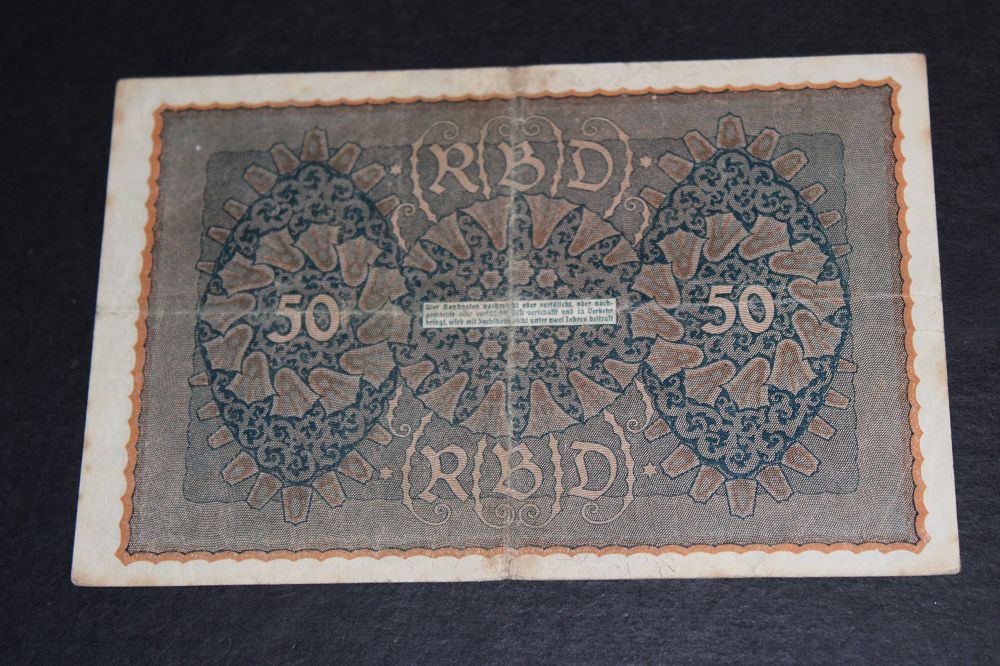 RBD
50
Wer Banknoten nachmacht oder verfälscht, oder nach-
gemachte oder verfälschte sich verschafft und in Verkehr
bringt, wird mit Zuchthaus nicht unter zwei Jahren bestraft
50
RBD